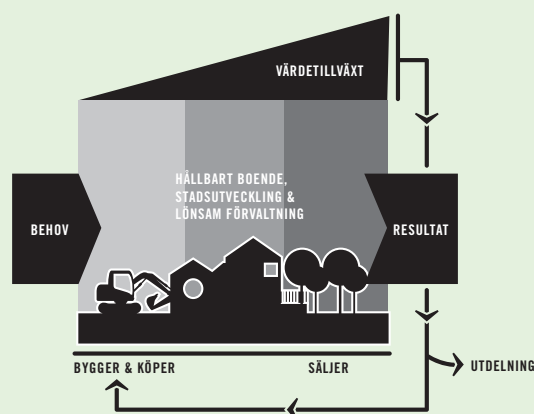 VÄRDETILLVÄXT
HÅLLBART BOENDE,
STADSUTVECKLING &
LÖNSAM FÖRVALTNING
BEHOV
RESULTAT
BYGGER & KÖPER
SÄLJER
UTDELNING